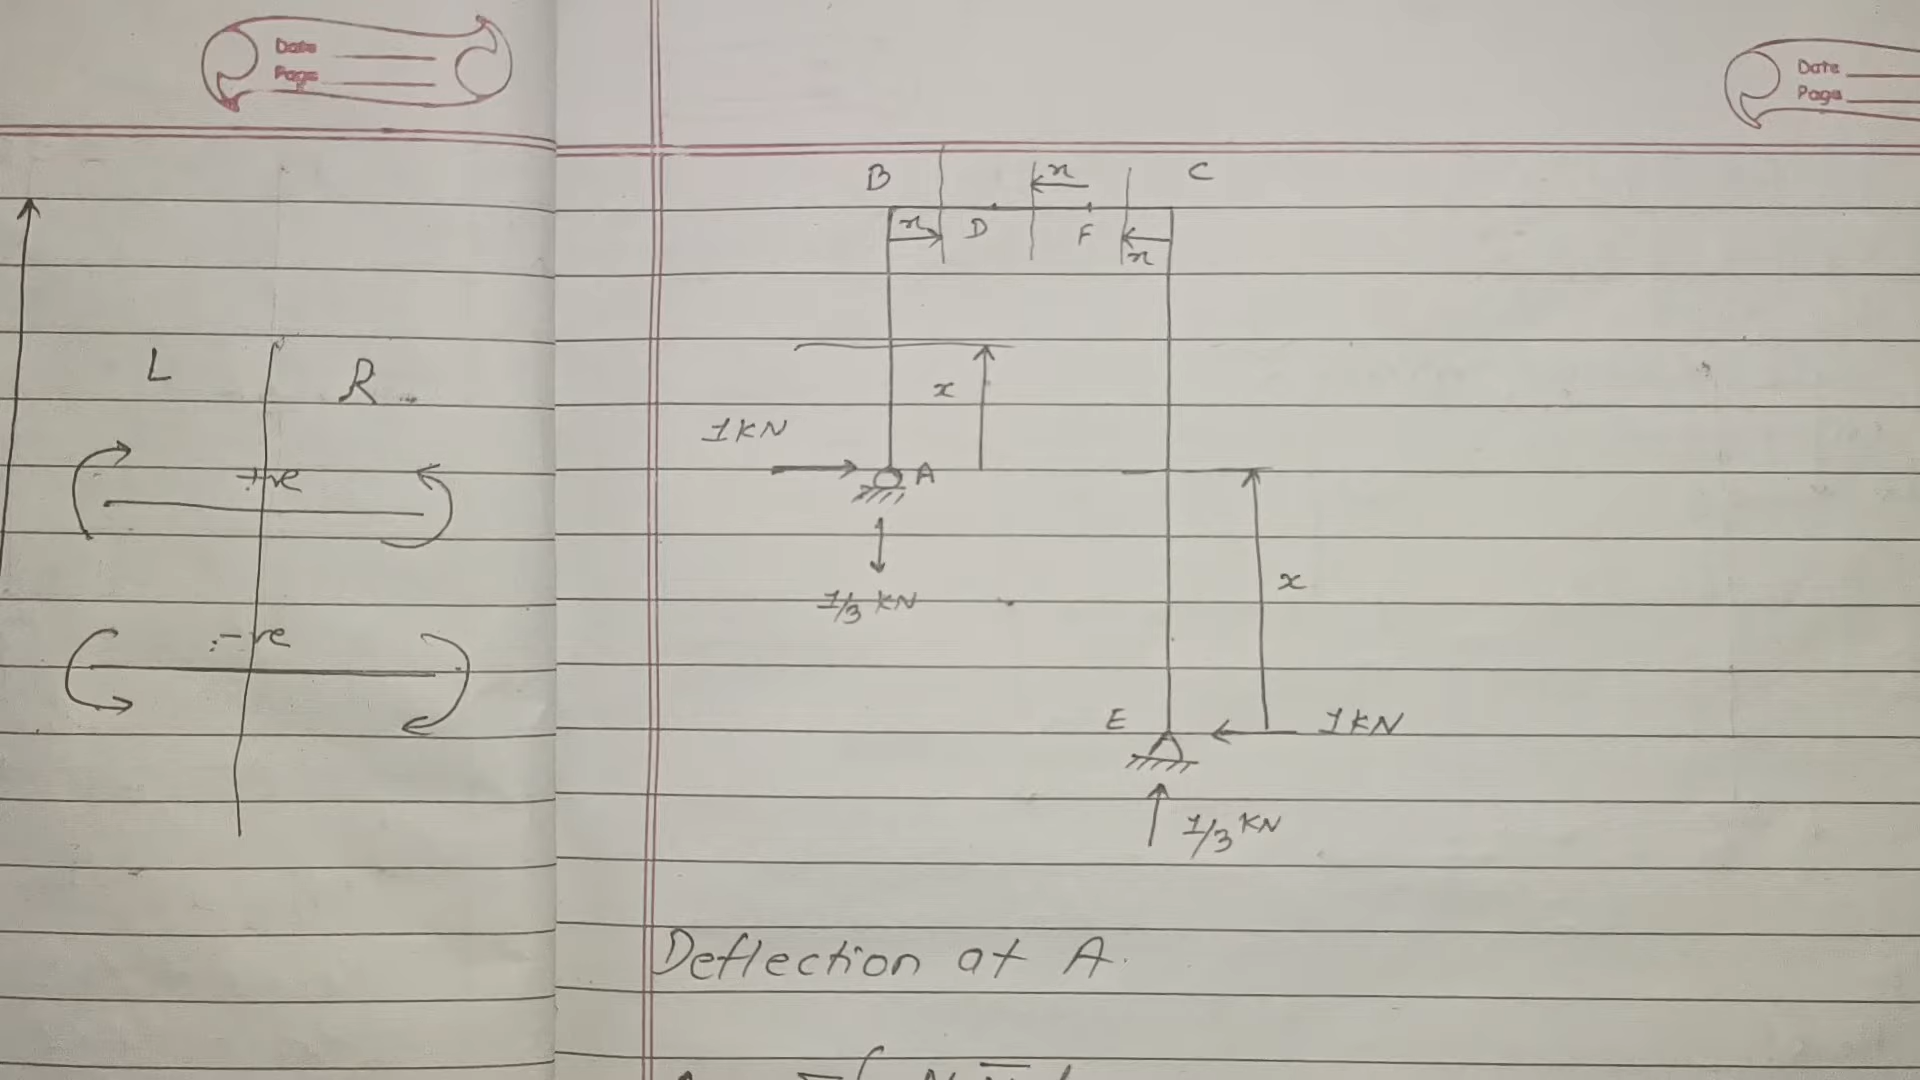 Date
Page
L
R
+ve
-ve
Date
Page
B
x
C
x
D
F
x
x
1KN
A
1/3 KN
x
E
1KN
1/3 KN
Deflection at A.